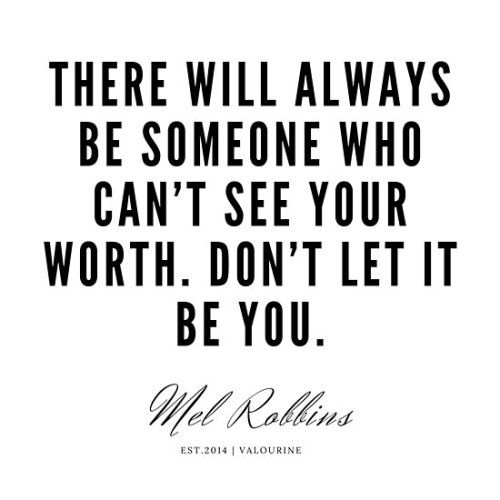 THERE WILL ALWAYS
BE SOMEONE WHO
CAN'T SEE YOUR
WORTH. DON'T LET IT
BE YOU.
Mel Robbins
EST.2014 | VALOURINE